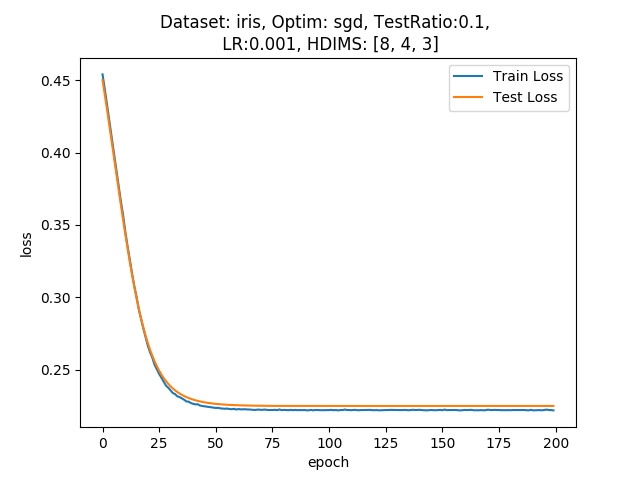 Dataset: iris, Optim: sgd, TestRatio:0.1,
LR:0.001, HDIMS: [8, 4, 3]
Train Loss
Test Loss
0.45
0.40
0.35
0.30
0.25
loss
0 25 50 75 100 125 150 175 200
epoch